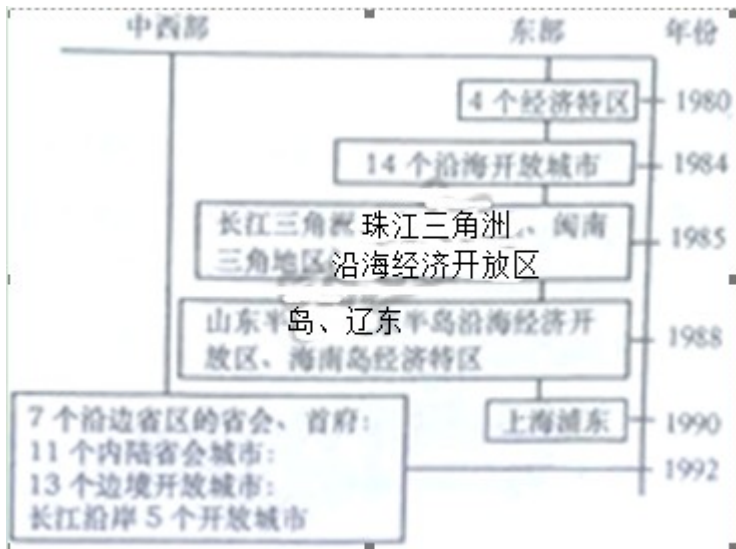 中西部 东部 年份
4个经济特区 1980
14个沿海开放城市 1984
长江三角洲 珠江三角洲、闽南 1985
三角地区 沿海经济开放区
山东半岛、辽东半岛沿海经济开 1988
放区、海南岛经济特区
上海浦东 1990
7个沿边省区的省会、首府:
11个内陆省会城市:
13个边境开放城市:
长江沿岸5个开放城市
1992